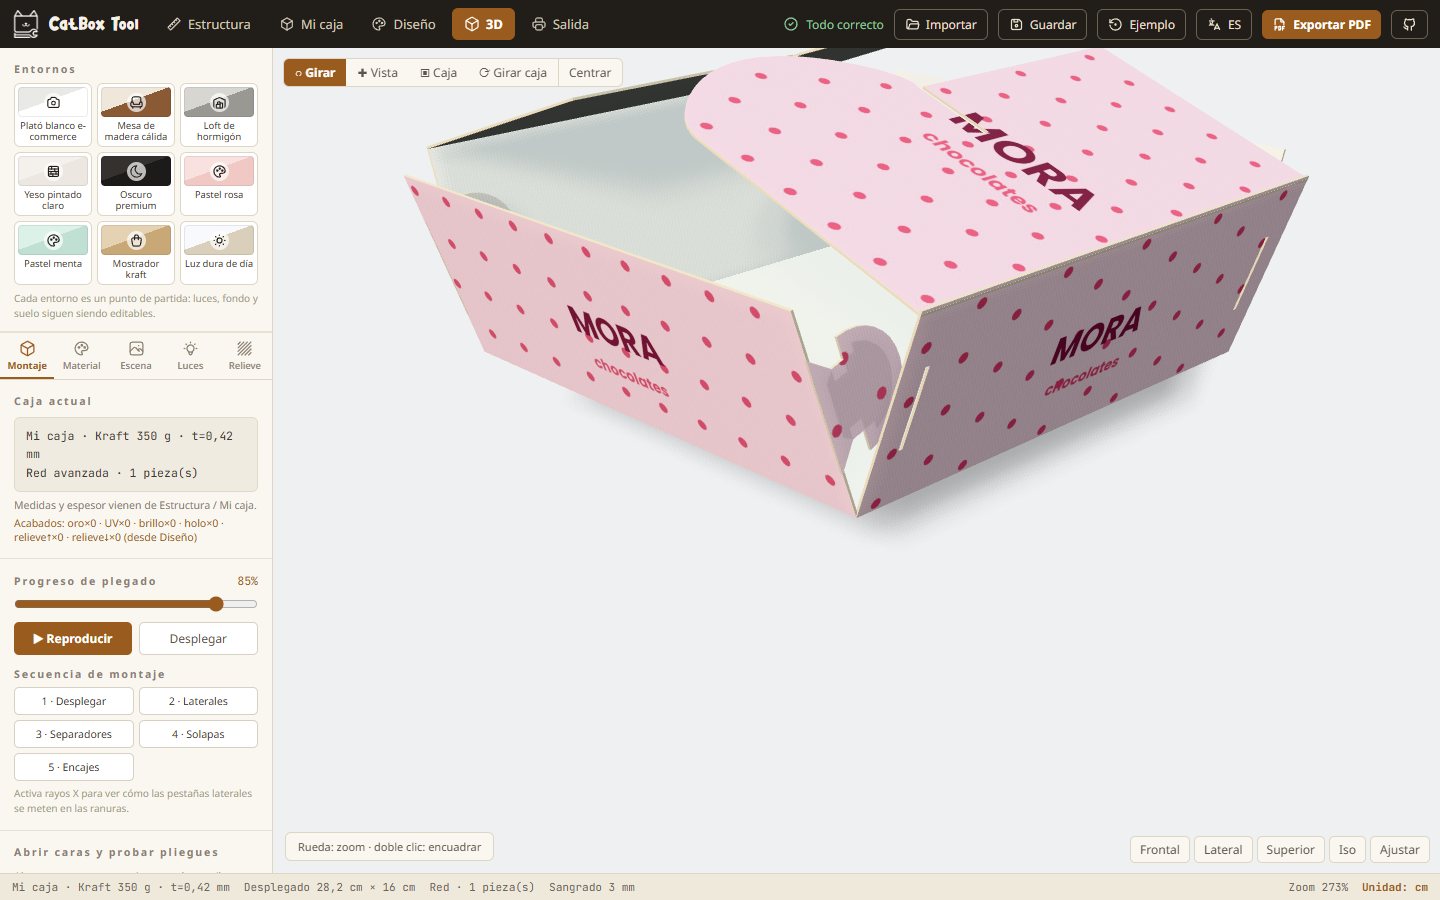 CatBox Tool
Estructura
Mi caja
Diseño
3D
Salida
Todo correcto
Importar
Guardar
Ejemplo
ES
PDF
Exportar PDF
Entornos
Plató blanco e-
commerce
Mesa de
madera cálida
Loft de
hormigón
Yeso pintado
claro
Oscuro
premium
Pastel rosa
Pastel menta
Mostrador
kraft
Luz dura de día
Cada entorno es un punto de partida: luces, fondo y
suelo siguen siendo editables.
Montaje
Material
Escena
Luces
Relieve
Caja actual
Mi caja · Kraft 350 g · t=0,42
mm
Red avanzada · 1 pieza(s)
Medidas y espesor vienen de Estructura / Mi caja.
Acabados: oro×0 · UV×0 · brillo×0 · holo×0 ·
relieve↑×0 · relieve↓×0 (desde Diseño)
Progreso de plegado
85%
▶ Reproducir
Desplegar
Secuencia de montaje
1 · Desplegar
2 · Laterales
3 · Separadores
4 · Solapas
5 · Encajes
Activa rayos X para ver cómo las pestañas laterales
se meten en las ranuras.
Abrir caras y probar pliegues
Girar
Vista
Caja
Girar caja
Centrar
MORA
chocolates
MORA
chocolates
MORA
chocolates
Rueda: zoom · doble clic: encuadrar
Frontal
Lateral
Superior
Iso
Ajustar
Mi caja · Kraft 350 g · t=0,42 mm
Desplegado 28,2 cm × 16 cm
Red · 1 pieza(s)
Sangrado 3 mm
Zoom 273%
Unidad: cm